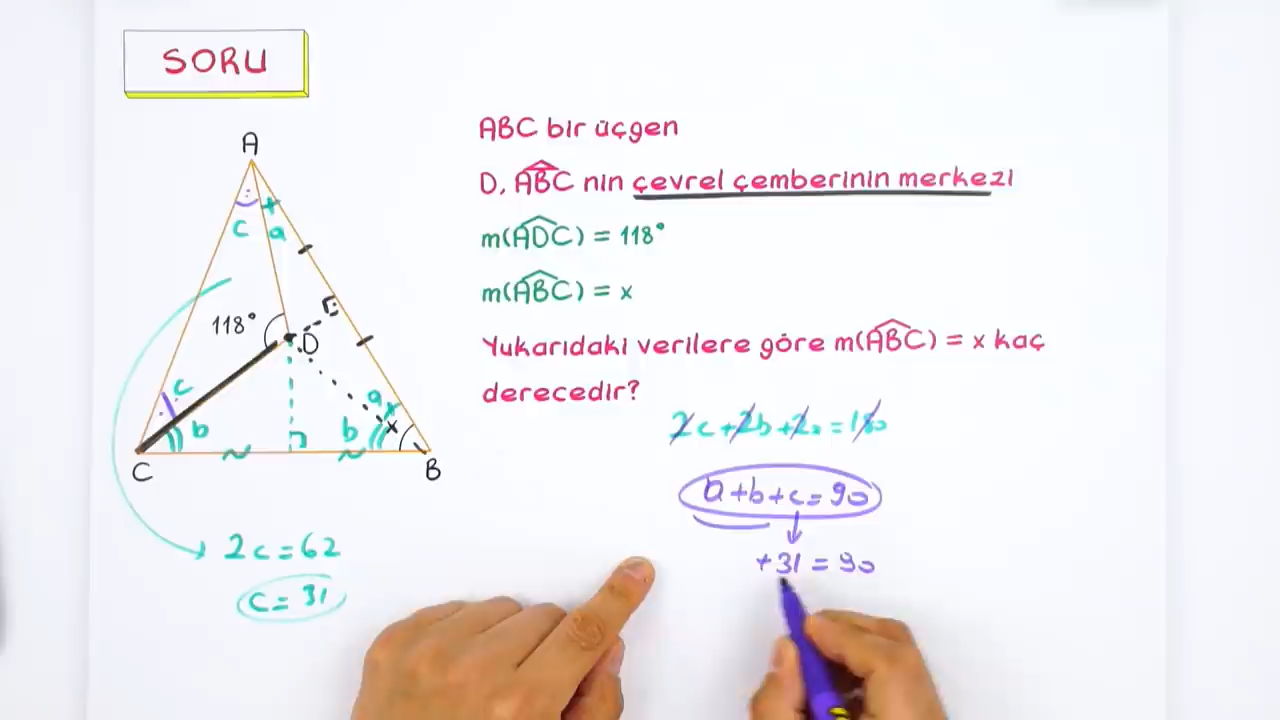 SORU
ABC bir üçgen
D, ABC nin çevrel çemberinin merkezi
m(ADC) = 118°
m(ABC) = x
Yukarıdaki verilere göre m(ABC) = x kaç
derecedir?
A
c
a
118°
D
c
b
b
a
x
C
B
2c+2b+2a=180
a+b+c=90
+31=90
2c=62
c=31